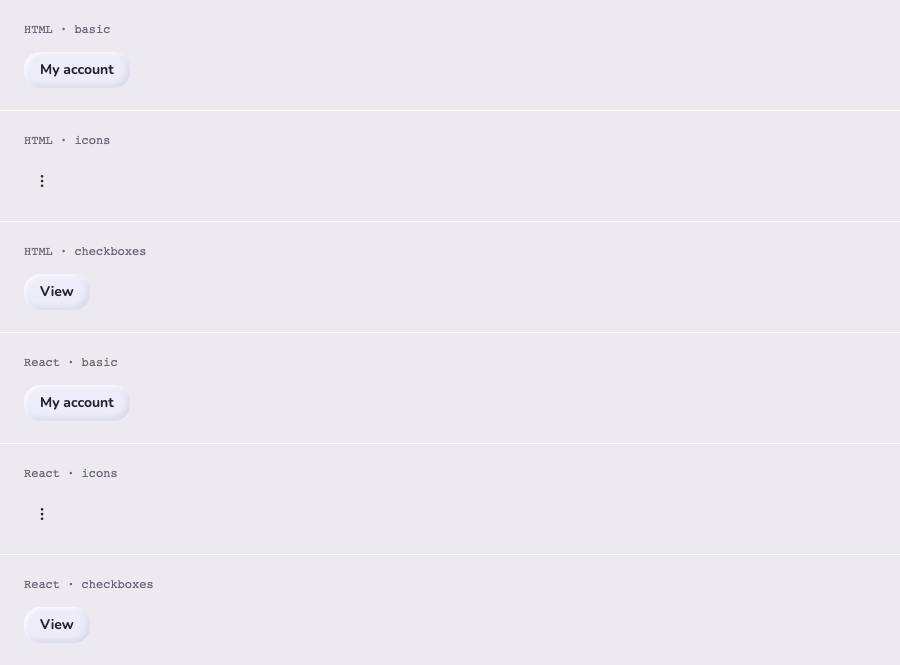 HTML · basic
My account
HTML · icons
HTML · checkboxes
View
React · basic
My account
React · icons
React · checkboxes
View